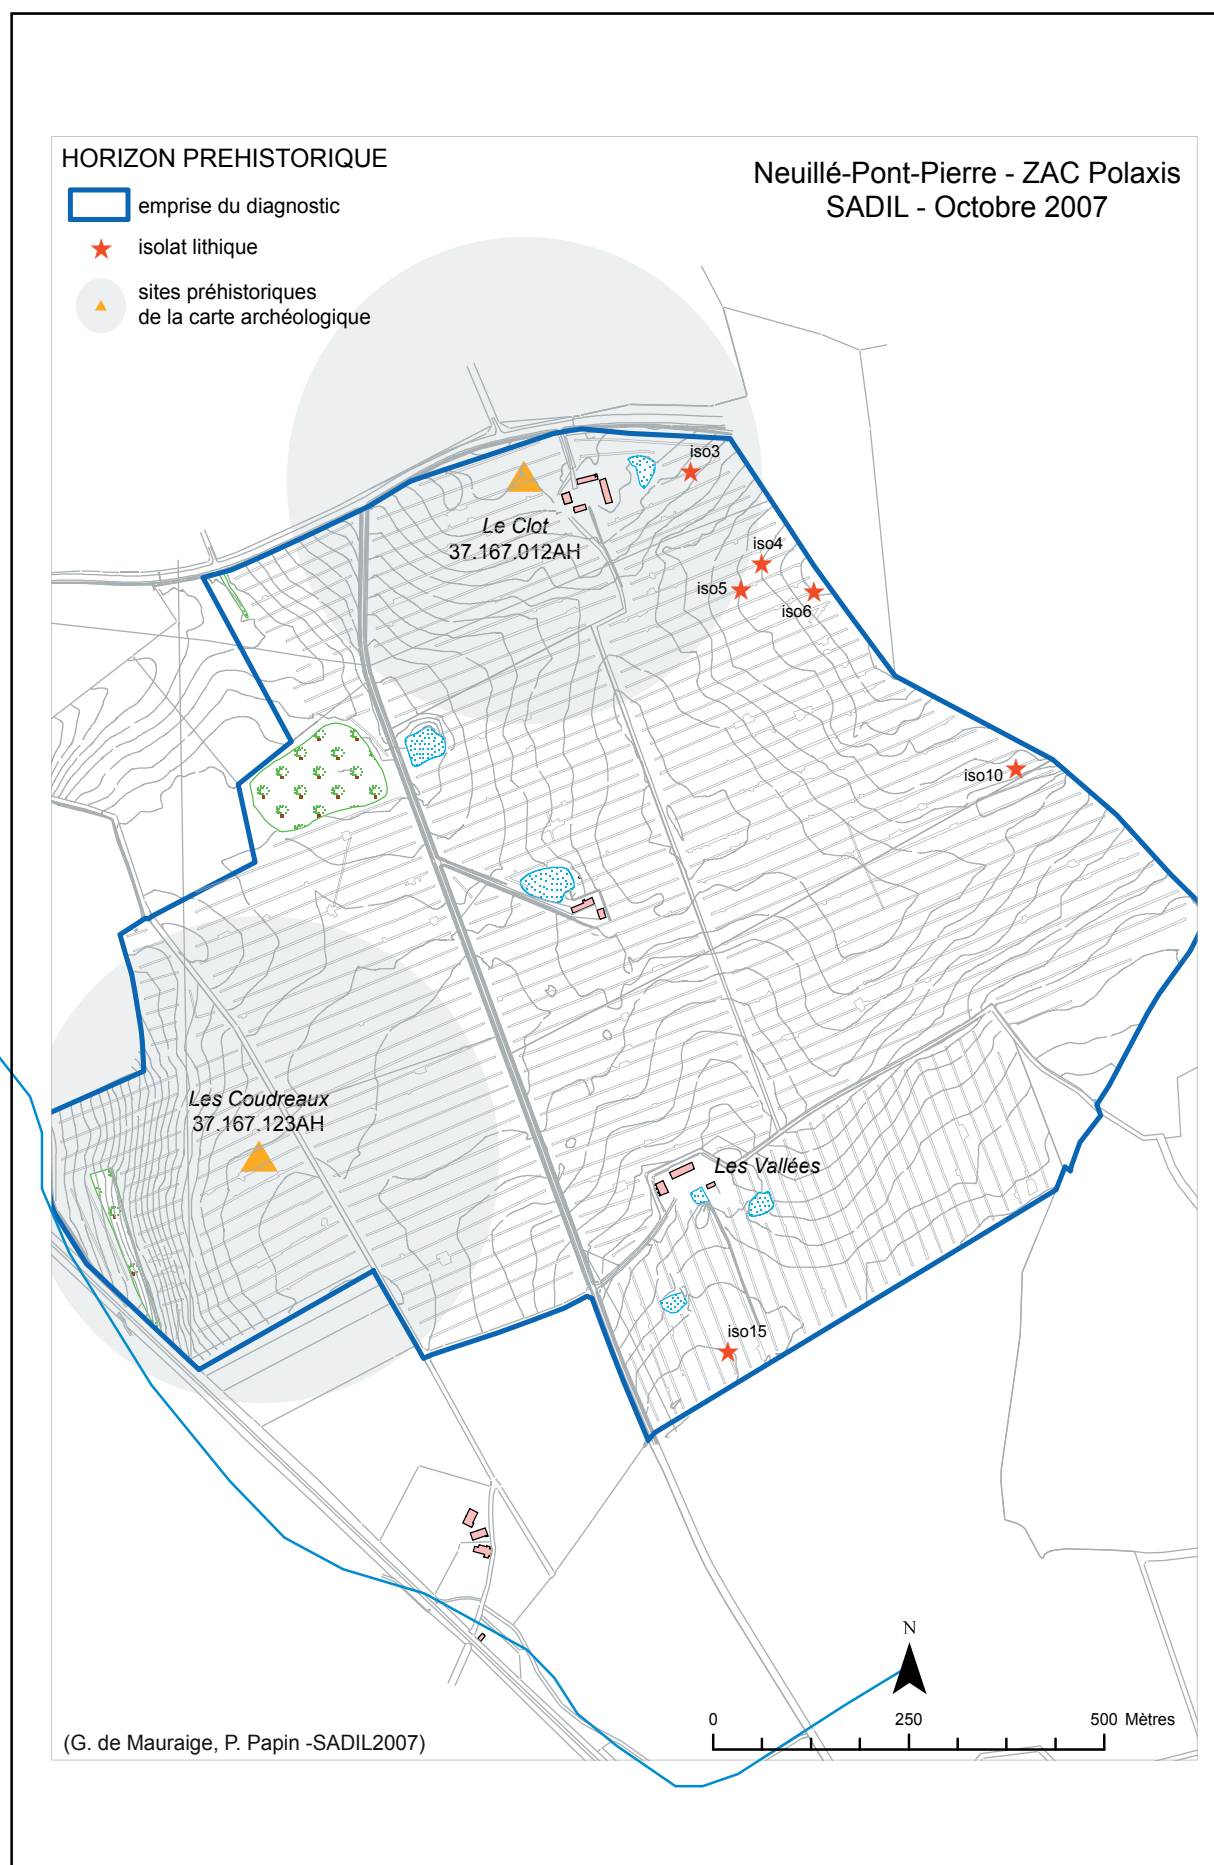 HORIZON PREHISTORIQUE
emprise du diagnostic
isolat lithique
sites préhistoriques
de la carte archéologique
Neuillé-Pont-Pierre - ZAC Polaxis
SADIL - Octobre 2007
iso3
Le Clot
37.167.012AH
iso4
iso5
iso6
iso10
Les Coudreaux
37.167.123AH
Les Vallées
iso15
N
0 250 500 Mètres
(G. de Mauraige, P. Papin -SADIL2007)